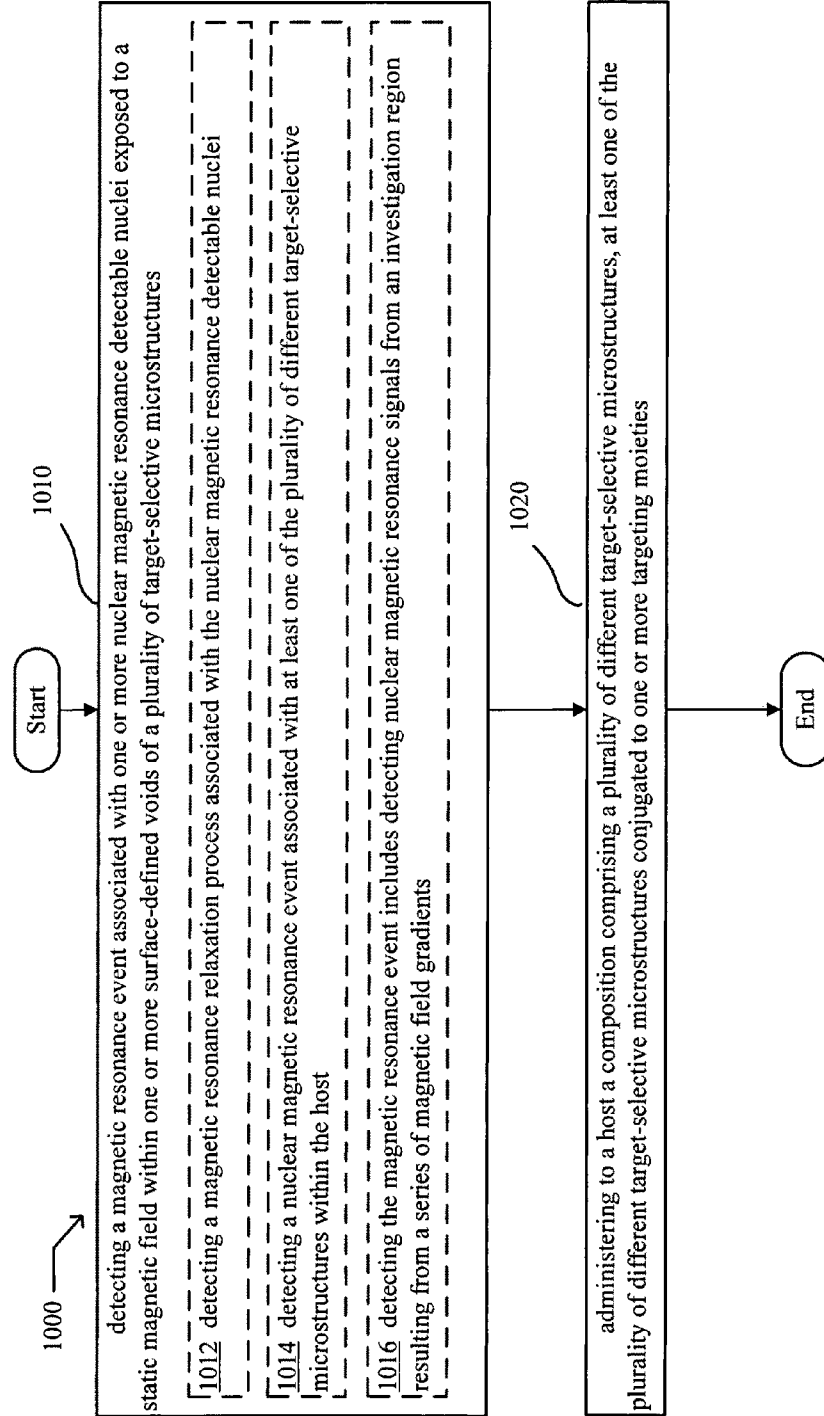 1000
Start
1010
detecting a magnetic resonance event associated with one or more nuclear magnetic resonance detectable nuclei exposed to a
static magnetic field within one or more surface-defined voids of a plurality of target-selective microstructures
1012 detecting a magnetic resonance relaxation process associated with the nuclear magnetic resonance detectable nuclei
1014 detecting a nuclear magnetic resonance event associated with at least one of the plurality of different target-selective
microstructures within the host
1016 detecting the magnetic resonance event includes detecting nuclear magnetic resonance signals from an investigation region
resulting from a series of magnetic field gradients
1020
administering to a host a composition comprising a plurality of different target-selective microstructures, at least one of the
plurality of different target-selective microstructures conjugated to one or more targeting moieties
End